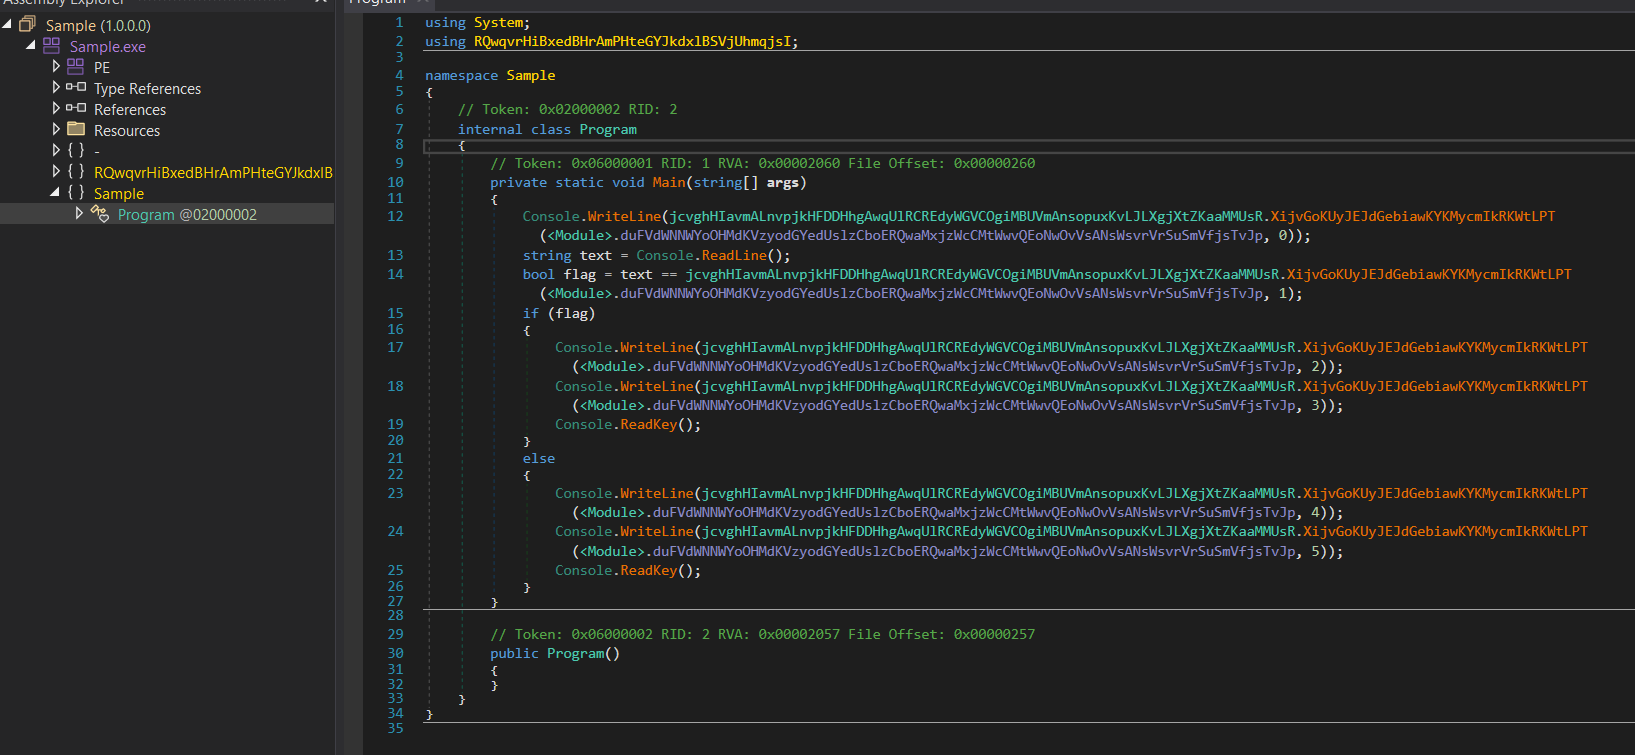 Assembly Explorer
Program
Sample (1.0.0.0)
Sample.exe
PE
Type References
References
Resources
{ } -
{ } RQwqvrHiBxedBHrAmPHteGYJkdxlB
{ } Sample
Program @02000002
1 using System;
2 using RQwqvrHiBxedBHrAmPHteGYJkdxlBSVjUhmqjsI;
3
4 namespace Sample
5 {
6 // Token: 0x02000002 RID: 2
7 internal class Program
8 {
9 // Token: 0x06000001 RID: 1 RVA: 0x00002060 File Offset: 0x00000260
10 private static void Main(string[] args)
11 {
12 Console.WriteLine(jcvghHIavmALnvpjkHFDDHhgAwqUlRCREdyWGVCOgiMBUVmAnsopuxKvLJLXgjXtZKaaMMUsR.XijvGoKUyJEJdGebiawKYKMycmIkRKWtLPT
(<Module>.duFVdWNNWYoOHMdKVzyodGYedUslzCboERQwaMxjzWcCMtWwvQEoNwOvVsANsWsvrVrSuSmVfjsTvJp, 0));
13 string text = Console.ReadLine();
14 bool flag = text == jcvghHIavmALnvpjkHFDDHhgAwqUlRCREdyWGVCOgiMBUVmAnsopuxKvLJLXgjXtZKaaMMUsR.XijvGoKUyJEJdGebiawKYKMycmIkRKWtLPT
(<Module>.duFVdWNNWYoOHMdKVzyodGYedUslzCboERQwaMxjzWcCMtWwvQEoNwOvVsANsWsvrVrSuSmVfjsTvJp, 1);
15 if (flag)
16 {
17 Console.WriteLine(jcvghHIavmALnvpjkHFDDHhgAwqUlRCREdyWGVCOgiMBUVmAnsopuxKvLJLXgjXtZKaaMMUsR.XijvGoKUyJEJdGebiawKYKMycmIkRKWtLPT
(<Module>.duFVdWNNWYoOHMdKVzyodGYedUslzCboERQwaMxjzWcCMtWwvQEoNwOvVsANsWsvrVrSuSmVfjsTvJp, 2));
18 Console.WriteLine(jcvghHIavmALnvpjkHFDDHhgAwqUlRCREdyWGVCOgiMBUVmAnsopuxKvLJLXgjXtZKaaMMUsR.XijvGoKUyJEJdGebiawKYKMycmIkRKWtLPT
(<Module>.duFVdWNNWYoOHMdKVzyodGYedUslzCboERQwaMxjzWcCMtWwvQEoNwOvVsANsWsvrVrSuSmVfjsTvJp, 3));
19 Console.ReadKey();
20 }
21 else
22 {
23 Console.WriteLine(jcvghHIavmALnvpjkHFDDHhgAwqUlRCREdyWGVCOgiMBUVmAnsopuxKvLJLXgjXtZKaaMMUsR.XijvGoKUyJEJdGebiawKYKMycmIkRKWtLPT
(<Module>.duFVdWNNWYoOHMdKVzyodGYedUslzCboERQwaMxjzWcCMtWwvQEoNwOvVsANsWsvrVrSuSmVfjsTvJp, 4));
24 Console.WriteLine(jcvghHIavmALnvpjkHFDDHhgAwqUlRCREdyWGVCOgiMBUVmAnsopuxKvLJLXgjXtZKaaMMUsR.XijvGoKUyJEJdGebiawKYKMycmIkRKWtLPT
(<Module>.duFVdWNNWYoOHMdKVzyodGYedUslzCboERQwaMxjzWcCMtWwvQEoNwOvVsANsWsvrVrSuSmVfjsTvJp, 5));
25 Console.ReadKey();
26 }
27 }
28
29 // Token: 0x06000002 RID: 2 RVA: 0x00002057 File Offset: 0x00000257
30 public Program()
31 {
32 }
33 }
34 }
35